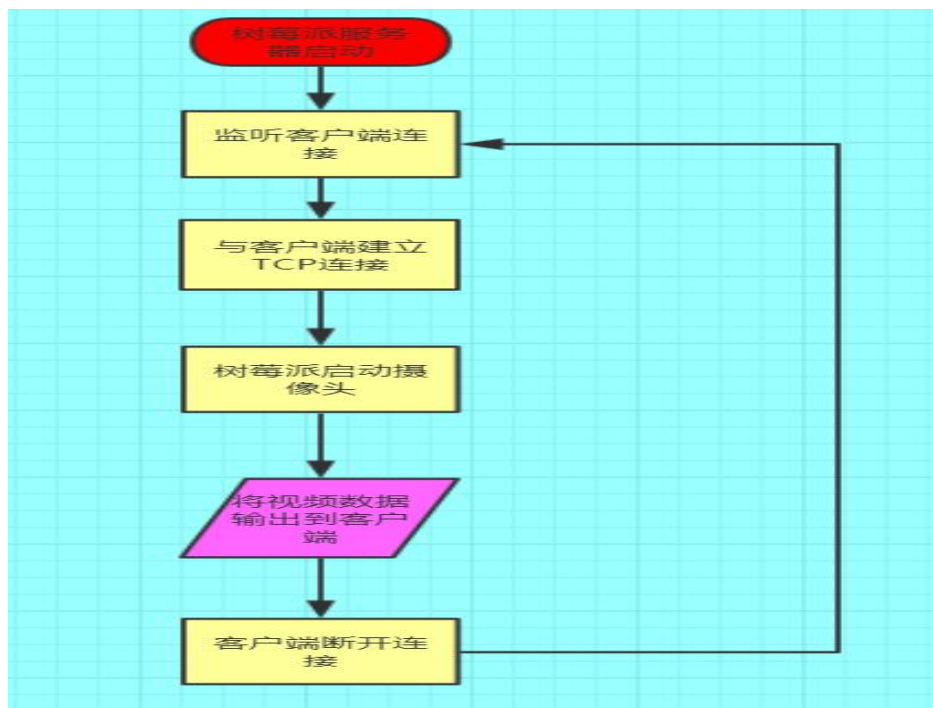 树莓派服务
器启动
监听客户端连
接
与客户端建立
TCP连接
树莓派启动摄
像头
将视频数据
输出到客户
端
客户端断开连
接